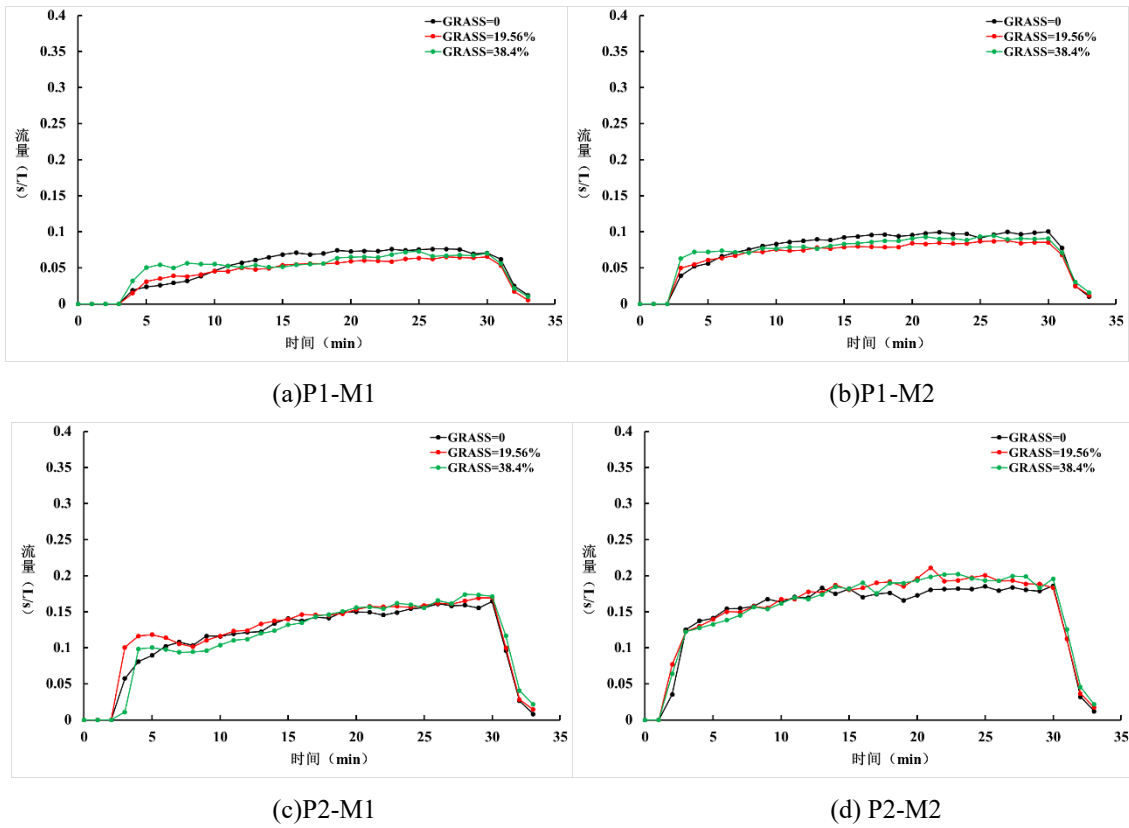 0.4
0.35
0.3
0.25
0.2
0.15
0.1
0.05
0
流量（L/s）
0 5 10 15 20 25 30 35
时间（min）
GRASS=0
GRASS=19.56%
GRASS=38.4%
(a)P1-M1
0.4
0.35
0.3
0.25
0.2
0.15
0.1
0.05
0
流量（L/s）
0 5 10 15 20 25 30 35
时间（min）
GRASS=0
GRASS=19.56%
GRASS=38.4%
(b)P1-M2
0.4
0.35
0.3
0.25
0.2
0.15
0.1
0.05
0
流量（L/s）
0 5 10 15 20 25 30 35
时间（min）
GRASS=0
GRASS=19.56%
GRASS=38.4%
(c)P2-M1
0.4
0.35
0.3
0.25
0.2
0.15
0.1
0.05
0
流量（L/s）
0 5 10 15 20 25 30 35
时间（min）
GRASS=0
GRASS=19.56%
GRASS=38.4%
(d) P2-M2